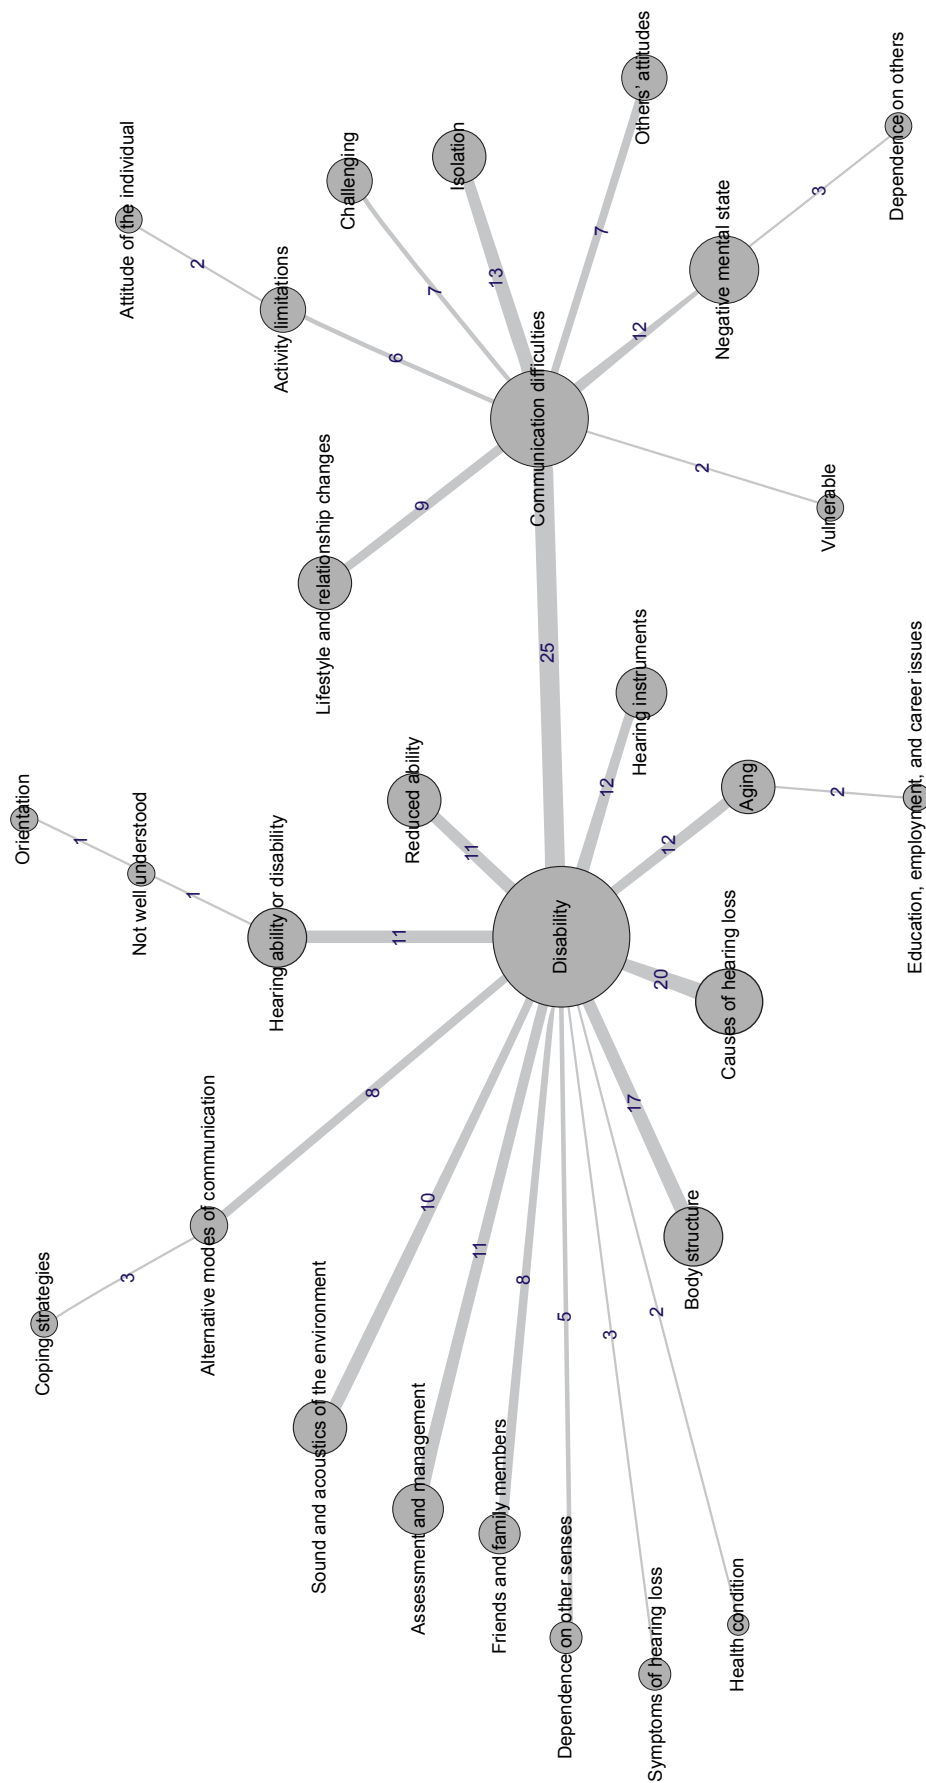 Symptoms of hearing loss
Health condition
Dependence on other senses
Friends and family members
Assessment and management
Sound and acoustics of the environment
Coping strategies
3
Alternative modes of communication
8
10
11
8
5
3
2
Body structure
17
Causes of hearing loss
20
Disability
Orientation
1
Not well understood
1
Hearing ability or disability
11
Reduced ability
11
Hearing instruments
12
Aging
12
2
Education, employment, and career issues
25
Communication difficulties
Lifestyle and relationship changes
9
Attitude of the individual
2
Activity limitations
6
Challenging
7
Isolation
13
Others' attitudes
7
Negative mental state
12
3
Dependence on others
2
Vulnerable